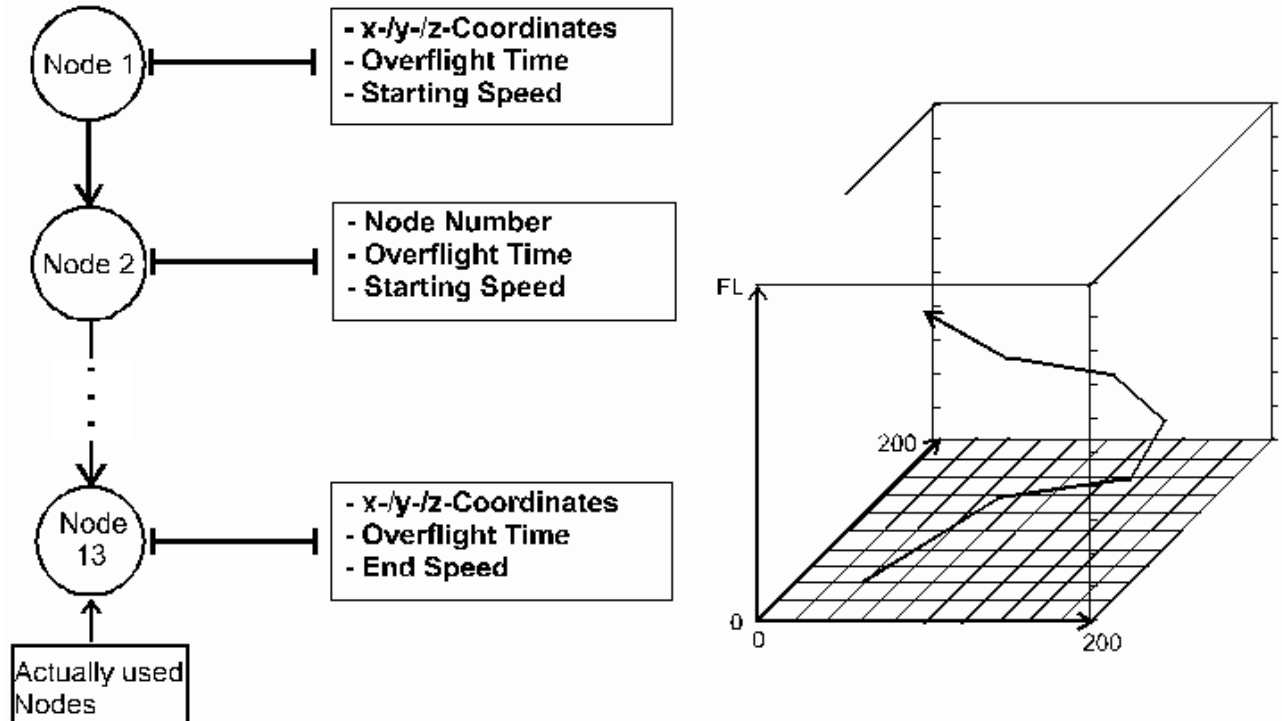 Node 1
- x-/y-/z-Coordinates
- Overflight Time
- Starting Speed
Node 2
- Node Number
- Overflight Time
- Starting Speed
Node
13
- x-/y-/z-Coordinates
- Overflight Time
- End Speed
Actually used
Nodes
FL
200
0
0
200